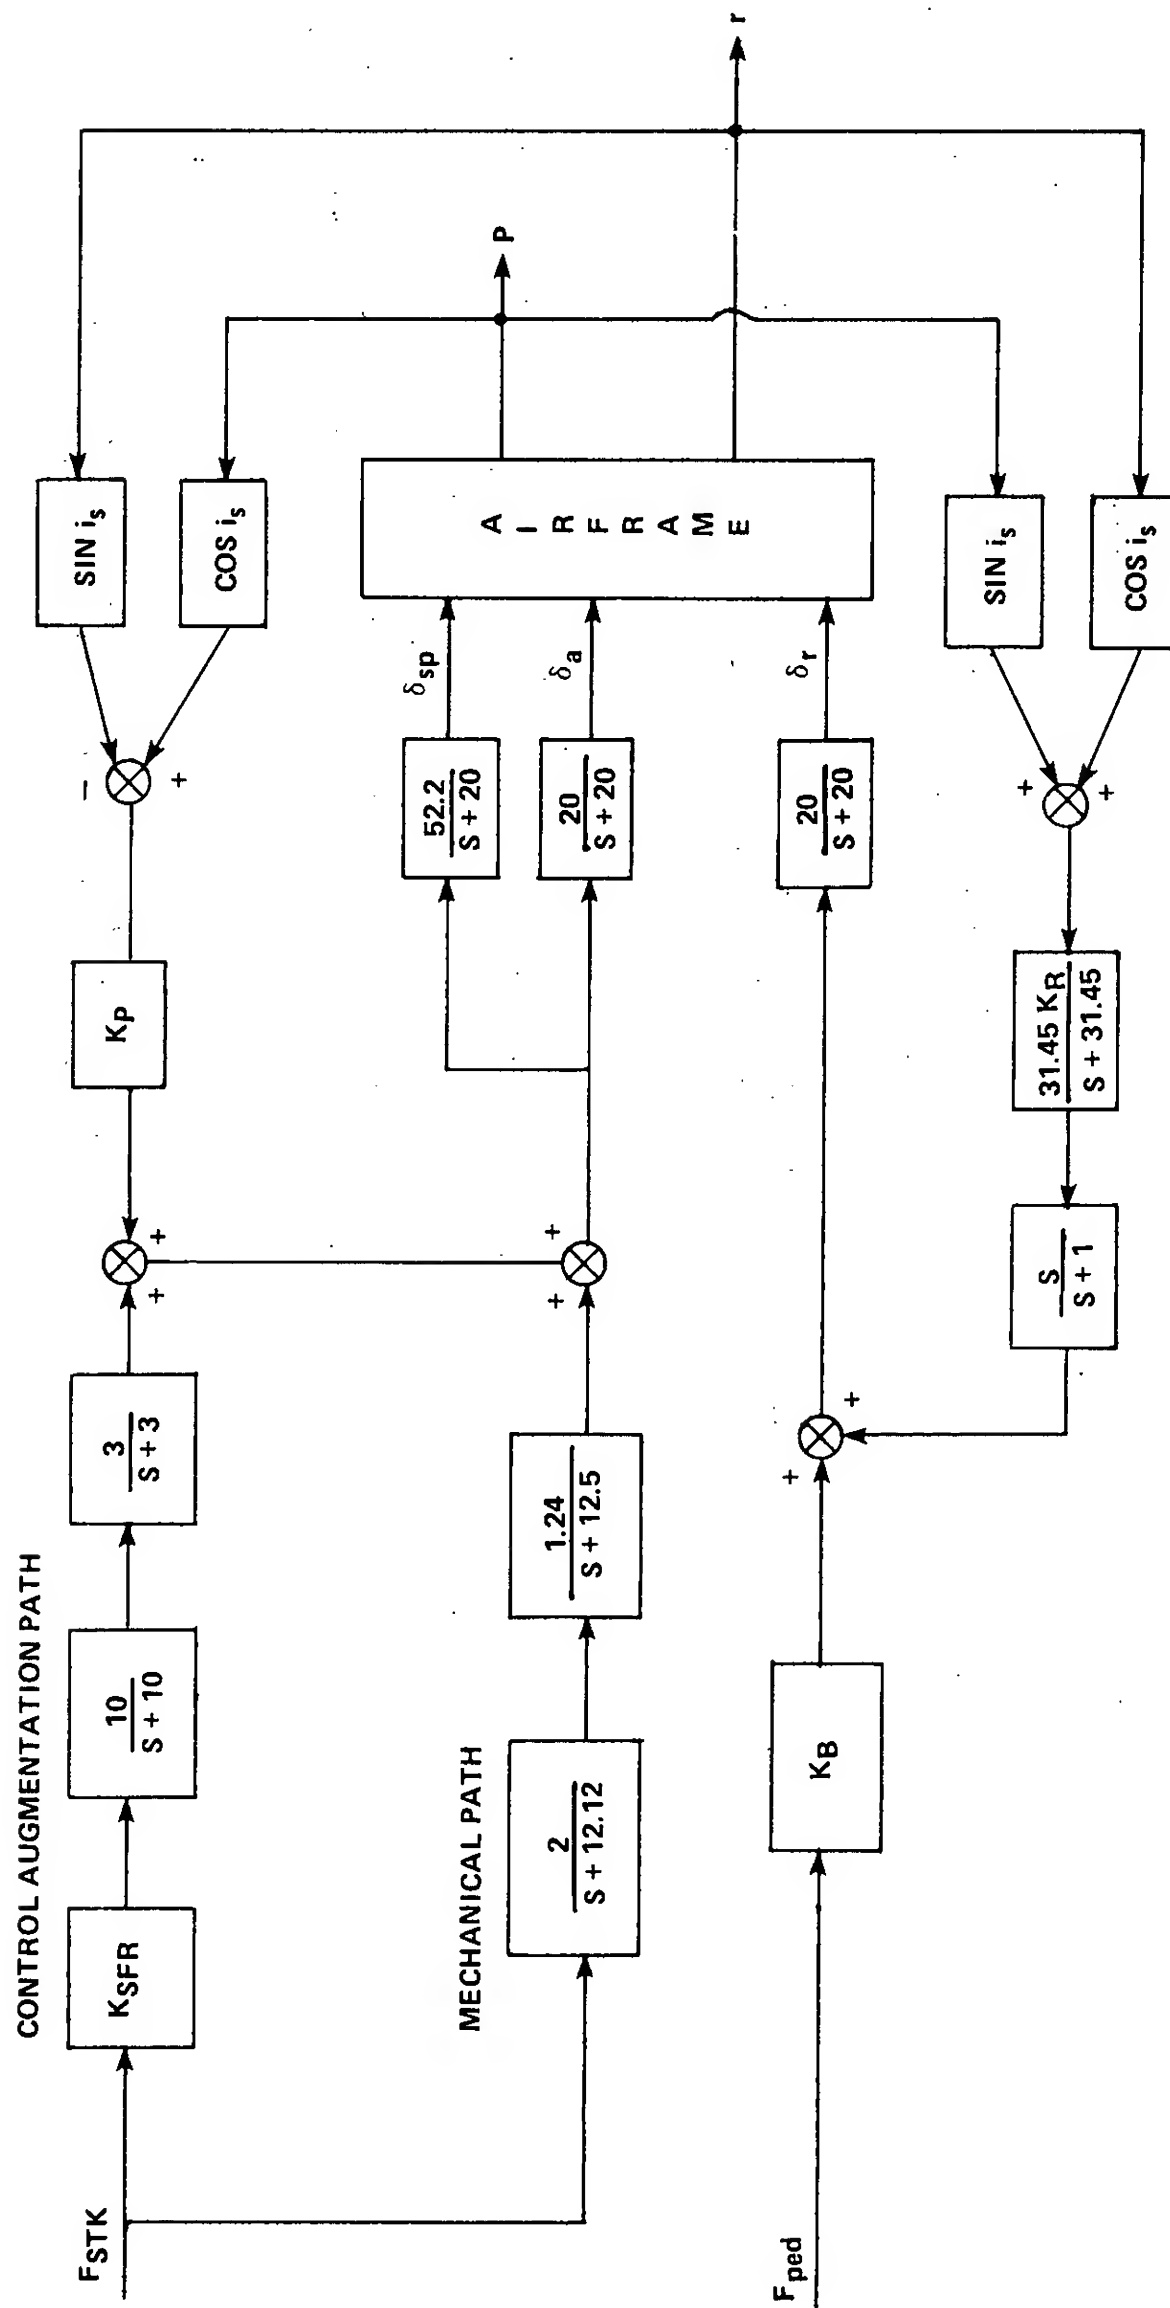 CONTROL AUGMENTATION PATH
F_STK
K_SFR
10
S + 10
3
S + 3
+
+
K_P
−
+
SIN i_s
COS i_s
MECHANICAL PATH
2
S + 12.12
1.24
S + 12.5
+
+
52.2
S + 20
δ_sp
20
S + 20
δ_a
AIRFRAME
P
r
F_ped
K_B
+
+
20
S + 20
δ_r
S
S + 1
31.45 K_R
S + 31.45
+
+
SIN i_s
COS i_s